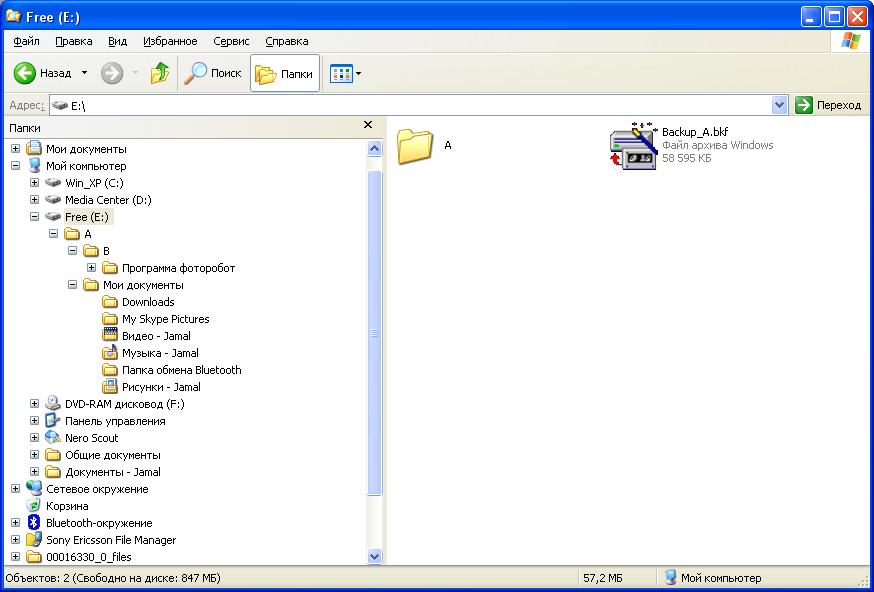 Free (E:)
Файл Правка Вид Избранное Сервис Справка
Назад Поиск Папки
Адрес: E:\ Переход
Папки
Мои документы
Мой компьютер
Win_XP (C:)
Media Center (D:)
Free (E:)
A
B
Программа фоторобот
Мои документы
Downloads
My Skype Pictures
Видео - Jamal
Музыка - Jamal
Папка обмена Bluetooth
Рисунки - Jamal
DVD-RAM дисковод (F:)
Панель управления
Nero Scout
Общие документы
Документы - Jamal
Сетевое окружение
Корзина
Bluetooth-окружение
Sony Ericsson File Manager
00016330_0_files
A
Backup_A.bkf
Файл архива Windows
58 595 КБ
Объектов: 2 (Свободно на диске: 847 МБ) 57,2 МБ Мой компьютер